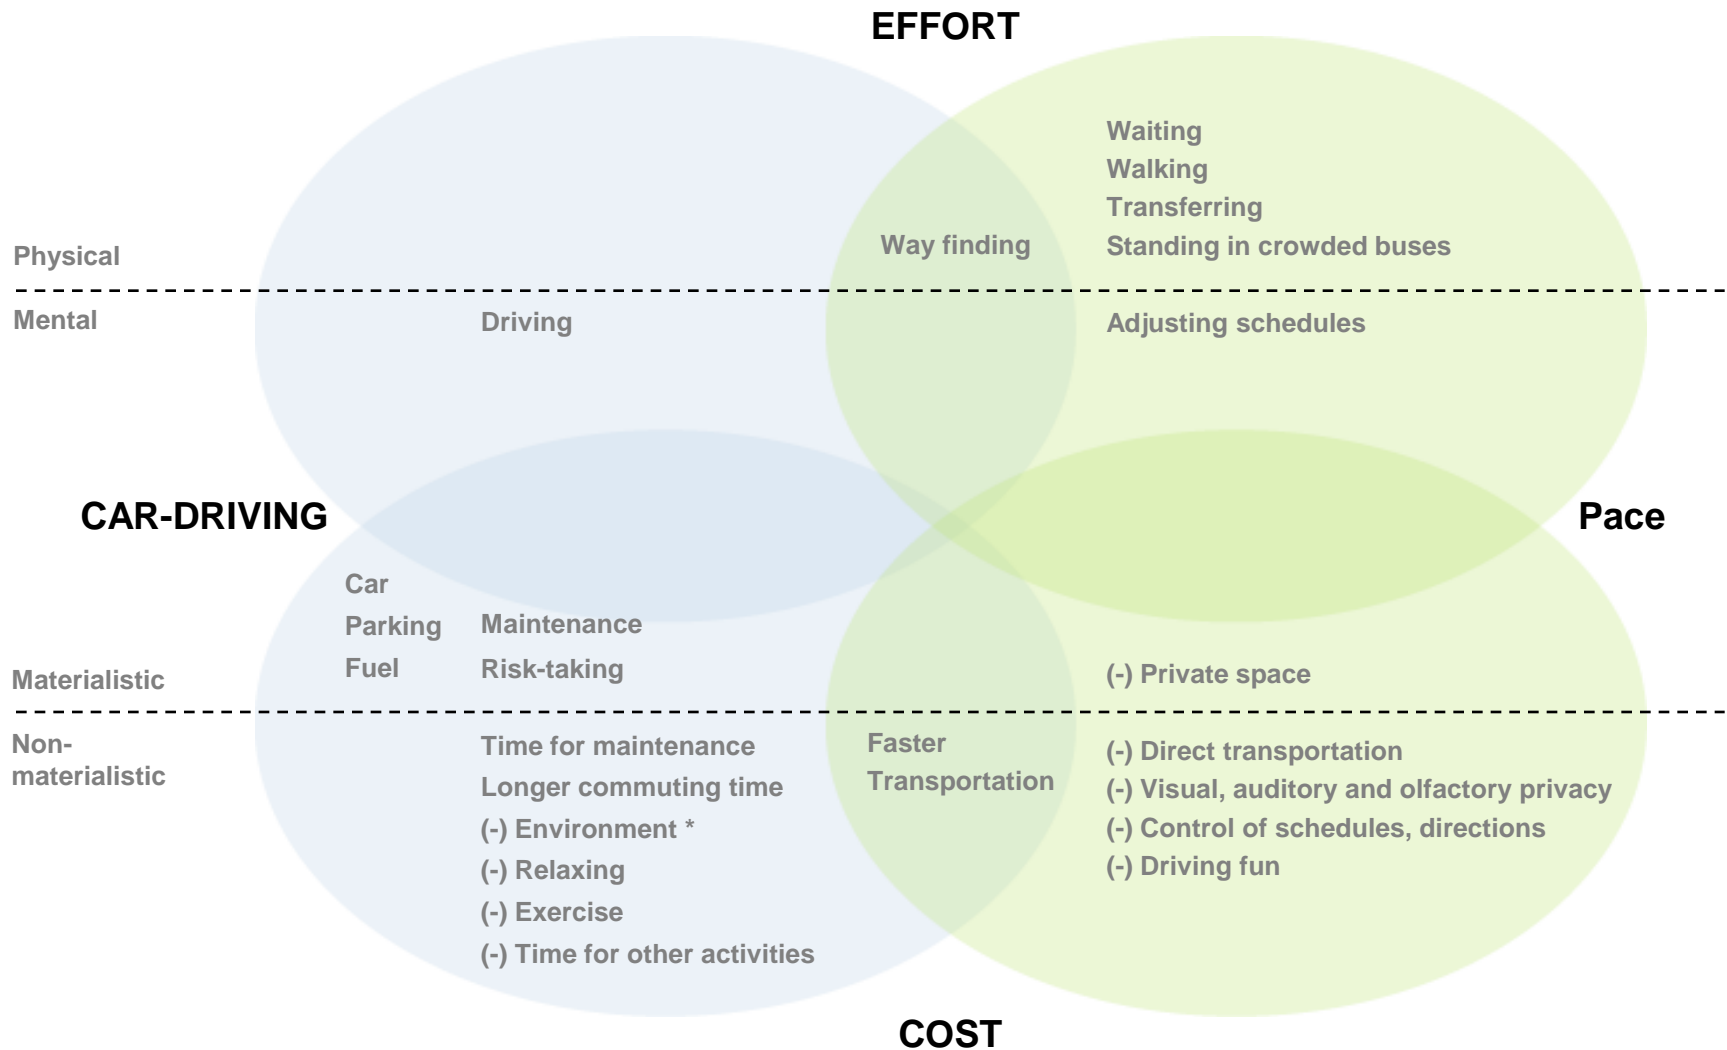 EFFORT
Waiting
Walking
Transferring
Physical
Way finding
Standing in crowded buses
Mental
Driving
Adjusting schedules
CAR-DRIVING
Pace
Car
Parking
Fuel
Maintenance
Risk-taking
Materialistic
(-) Private space
Non-
materialistic
Time for maintenance
Longer commuting time
(-) Environment *
(-) Relaxing
(-) Exercise
(-) Time for other activities
Faster
Transportation
(-) Direct transportation
(-) Visual, auditory and olfactory privacy
(-) Control of schedules, directions
(-) Driving fun
COST